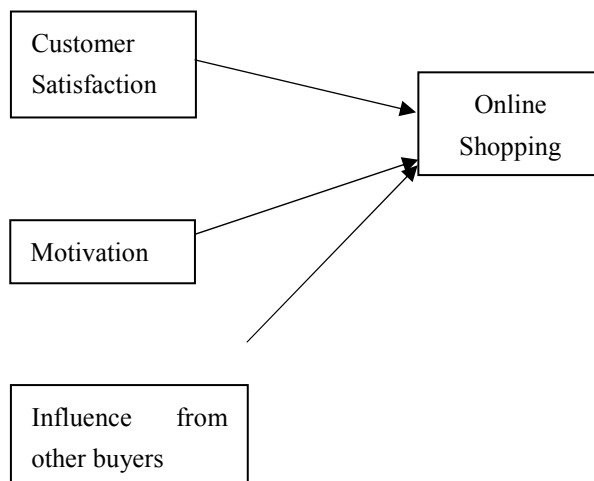 Customer
Satisfaction
Online
Shopping
Motivation
Influence from
other buyers